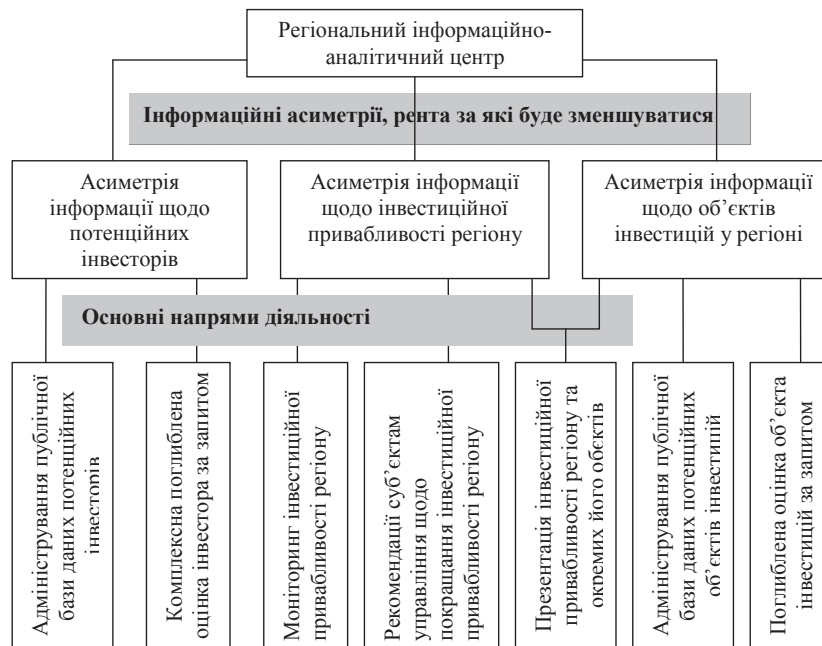 Регіональний інформаційно-
аналітичний центр
Інформаційні асиметрії, рента за які буде зменшуватися
Асиметрія
інформації щодо
потенційних
інвесторів
Асиметрія інформації
щодо інвестиційної
привабливості регіону
Асиметрія інформації
щодо об’єктів
інвестицій у регіоні
Основні напрями діяльності
Адміністрування публічної
бази даних потенційних
інвесторів
Комплексна поглиблена
оцінка інвестора за запитом
Моніторинг інвестиційної
привабливості регіону
Рекомендації суб’єктам
управління щодо
покращання інвестиційної
привабливості регіону
Презентація інвестиційної
привабливості регіону та
окремих його обєктів
Адміністрування публічної
бази даних потенційних
об’єктів інвестицій
Поглиблена оцінка об’єкта
інвестицій за запитом